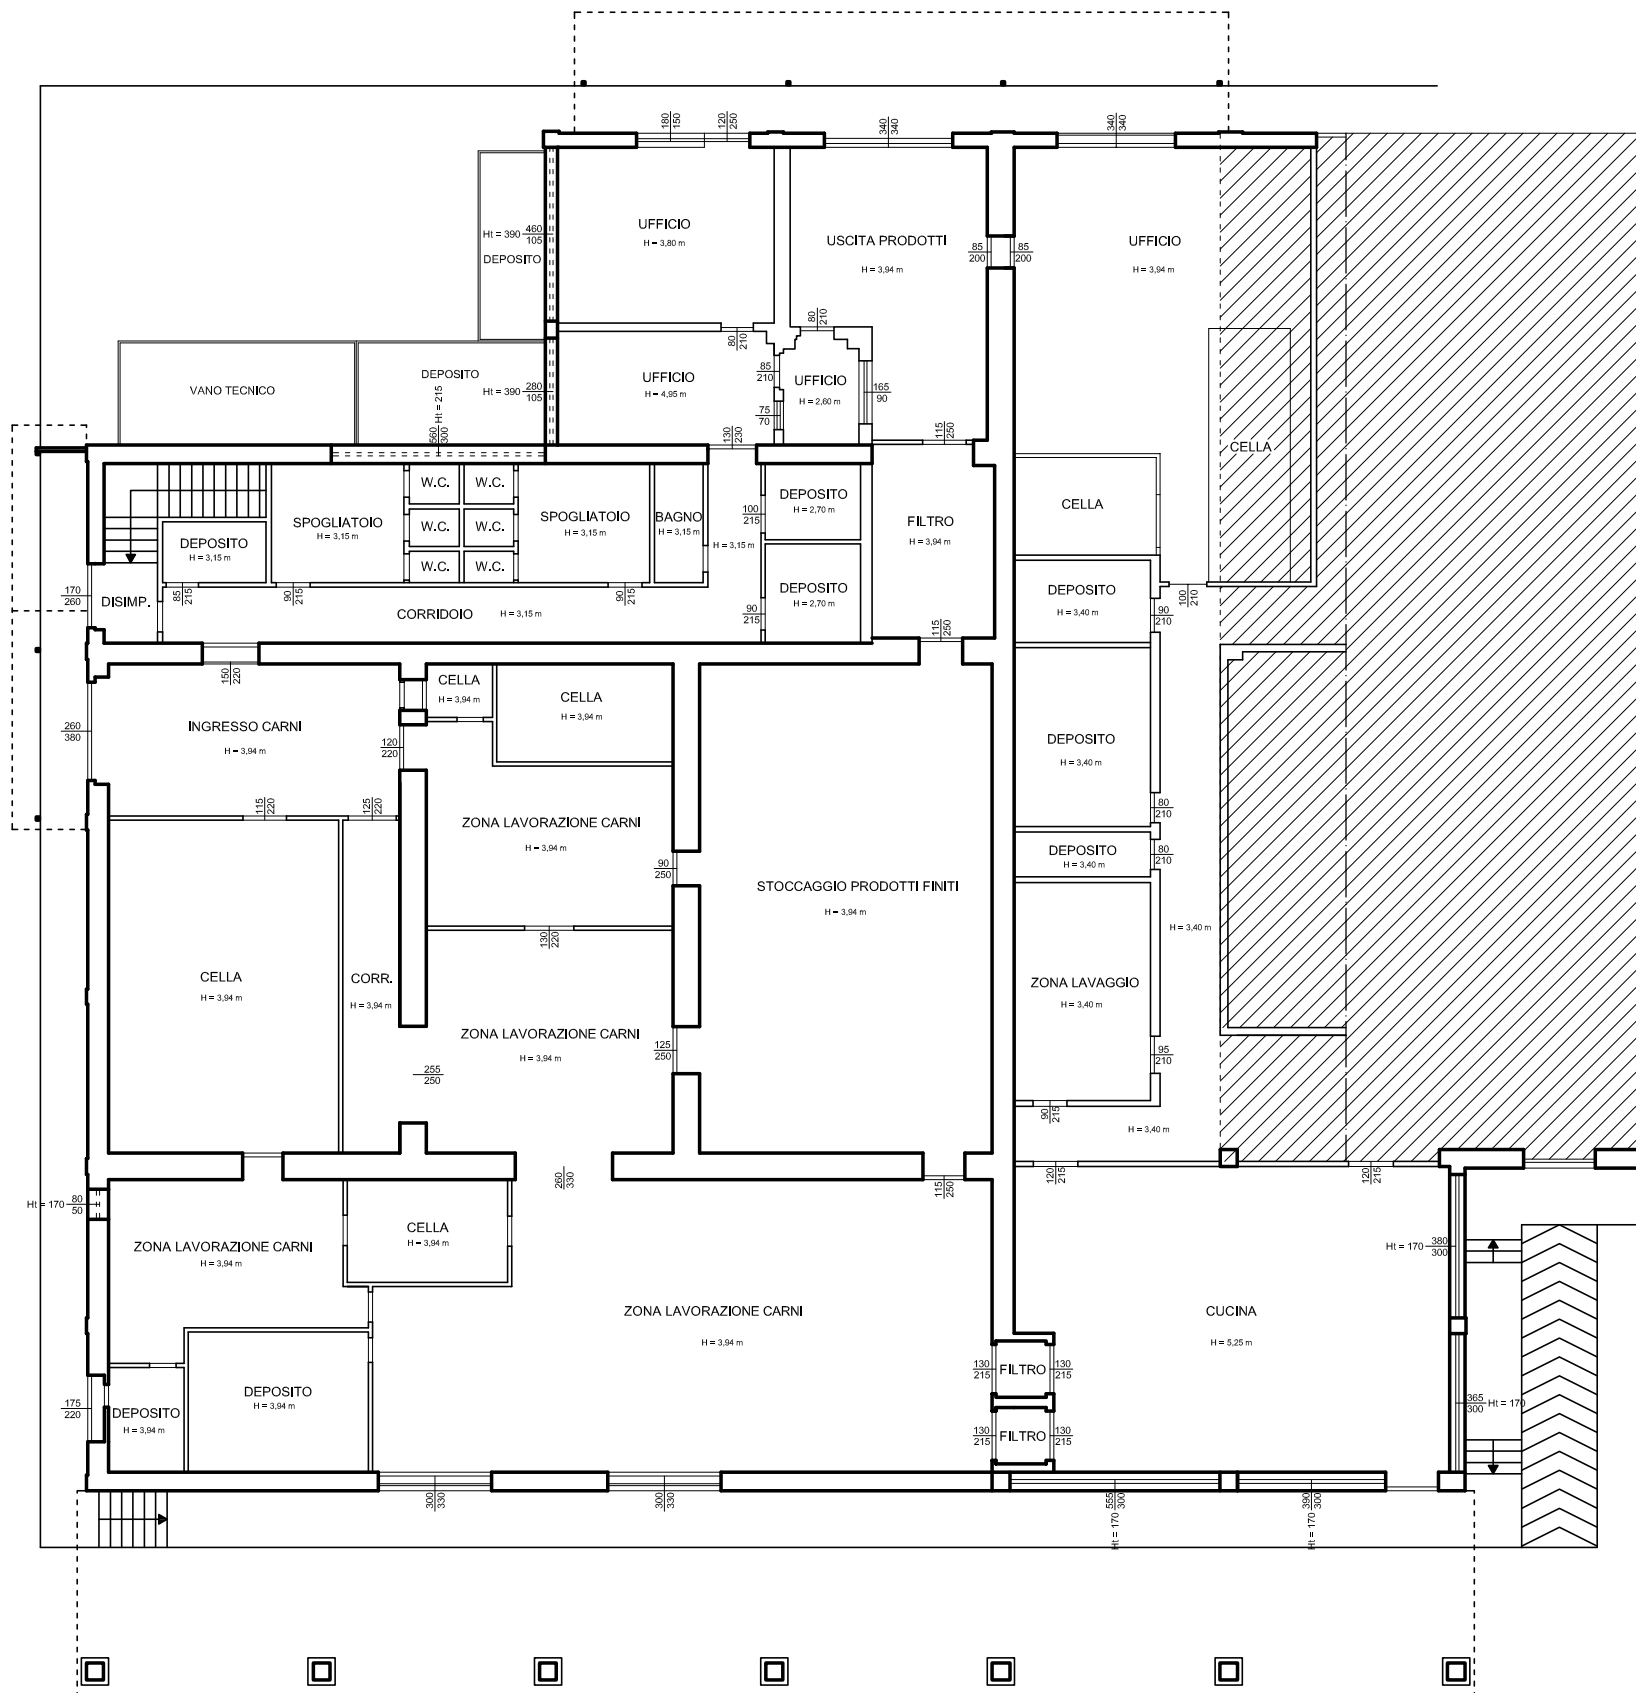 180
150
120
250
340
340
340
340
UFFICIO
H = 3,80 m
USCITA PRODOTTI
H = 3,94 m
85
200
85
200
UFFICIO
H = 3,94 m
Ht = 390
460
105
DEPOSITO
80
210
80
210
VANO TECNICO
DEPOSITO
Ht = 390
280
105
Ht = 215
560
300
UFFICIO
H = 4,95 m
85
210
75
70
UFFICIO
H = 2,60 m
165
90
130
230
115
250
CELLA
CELLA
SPOGLIATOIO
H = 3,15 m
W.C.
W.C.
W.C.
W.C.
W.C.
W.C.
SPOGLIATOIO
H = 3,15 m
BAGNO
H = 3,15 m
H = 3,15 m
100
215
DEPOSITO
H = 2,70 m
FILTRO
H = 3,94 m
DEPOSITO
H = 3,15 m
170
260
DISIMP.
85
215
90
215
90
215
CORRIDOIO
H = 3,15 m
90
215
DEPOSITO
H = 2,70 m
115
250
DEPOSITO
H = 3,40 m
90
210
100
210
150
220
CELLA
H = 3,94 m
CELLA
H = 3,94 m
260
380
INGRESSO CARNI
H = 3,94 m
120
220
DEPOSITO
H = 3,40 m
115
220
125
220
ZONA LAVORAZIONE CARNI
H = 3,94 m
90
250
80
210
STOCCAGGIO PRODOTTI FINITI
H = 3,94 m
DEPOSITO
H = 3,40 m
80
210
130
220
H = 3,40 m
CELLA
H = 3,94 m
CORR.
H = 3,94 m
ZONA LAVORAZIONE CARNI
H = 3,94 m
125
250
ZONA LAVAGGIO
H = 3,40 m
95
210
255
250
90
215
H = 3,40 m
260
330
115
250
120
215
120
215
Ht = 170
80
50
ZONA LAVORAZIONE CARNI
H = 3,94 m
CELLA
H = 3,94 m
Ht = 170
380
300
ZONA LAVORAZIONE CARNI
H = 3,94 m
CUCINA
H = 5,25 m
130
215
FILTRO
130
215
DEPOSITO
H = 3,94 m
175
220
DEPOSITO
H = 3,94 m
130
215
FILTRO
130
215
365
300
Ht = 170
300
330
300
330
Ht = 170
555
300
Ht = 170
390
300